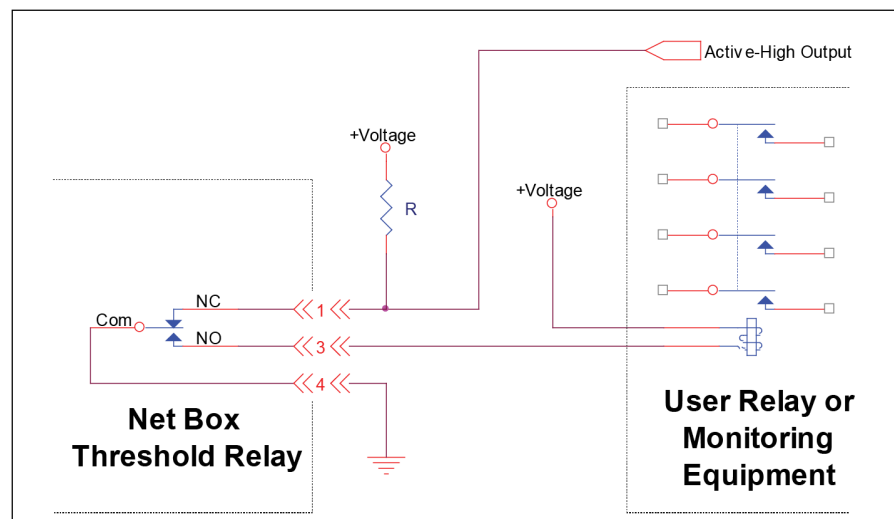 Active-High Output
+Voltage
+Voltage
R
NC
1
Com
NO
3
4
Net Box
Threshold Relay
User Relay or
Monitoring
Equipment